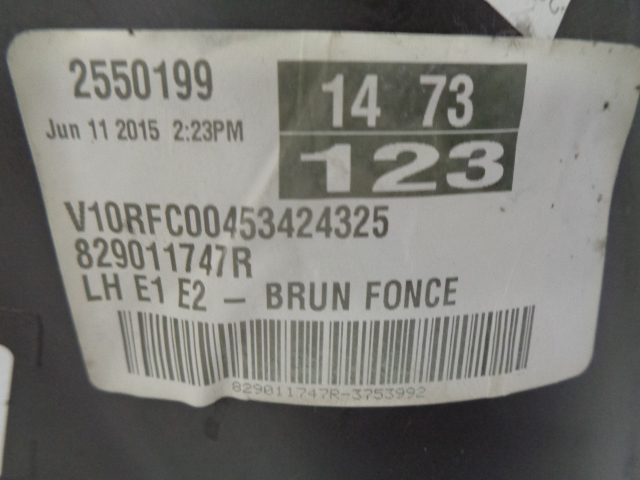 2550199
14 73
Jun 11 2015 2:23PM
123
V10RFC00453424325
829011747R
LH E1 E2 - BRUN FONCE
829011747R-3753992